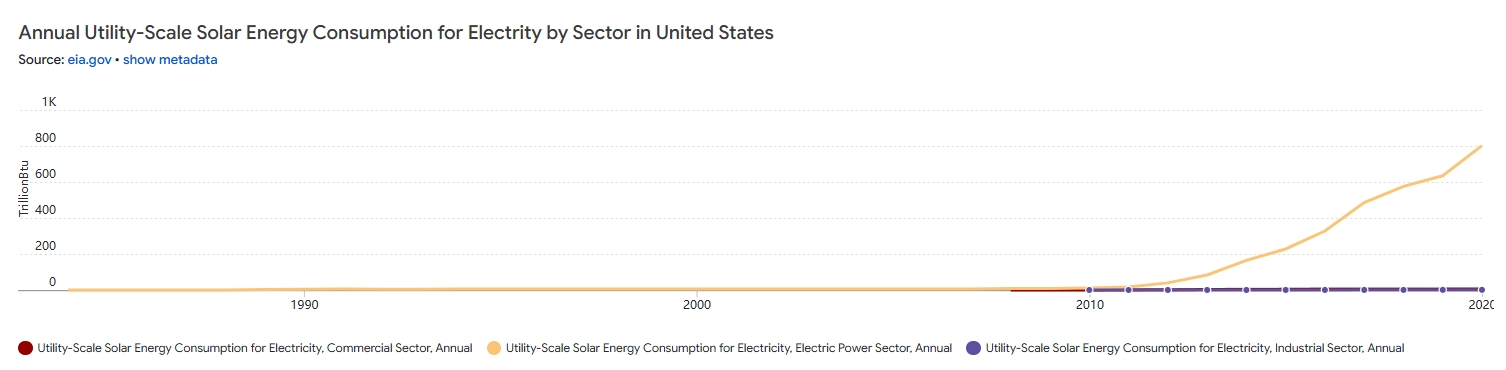 Annual Utility-Scale Solar Energy Consumption for Electrity by Sector in United States
Source: eia.gov • show metadata
1K
800
600
400
200
0
TrillionBtu
1990 2000 2010 2020
Utility-Scale Solar Energy Consumption for Electricity, Commercial Sector, Annual Utility-Scale Solar Energy Consumption for Electricity, Electric Power Sector, Annual Utility-Scale Solar Energy Consumption for Electricity, Industrial Sector, Annual